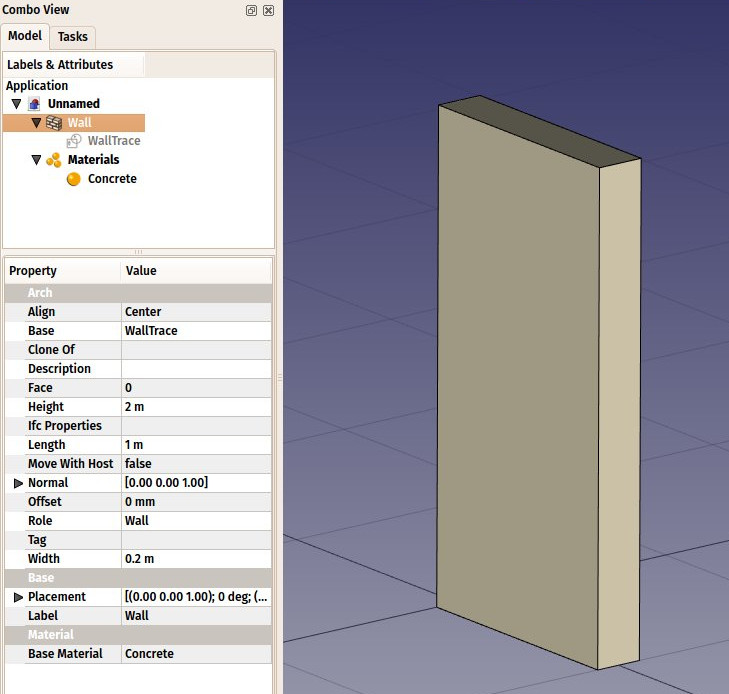 Combo View
Model Tasks
Labels & Attributes
Application
Unnamed
Wall
WallTrace
Materials
Concrete
Property Value
Arch
Align Center
Base WallTrace
Clone Of
Description
Face 0
Height 2 m
Ifc Properties
Length 1 m
Move With Host false
Normal [0.00 0.00 1.00]
Offset 0 mm
Role Wall
Tag
Width 0.2 m
Base
Placement [(0.00 0.00 1.00); 0 deg; (...
Label Wall
Material
Base Material Concrete